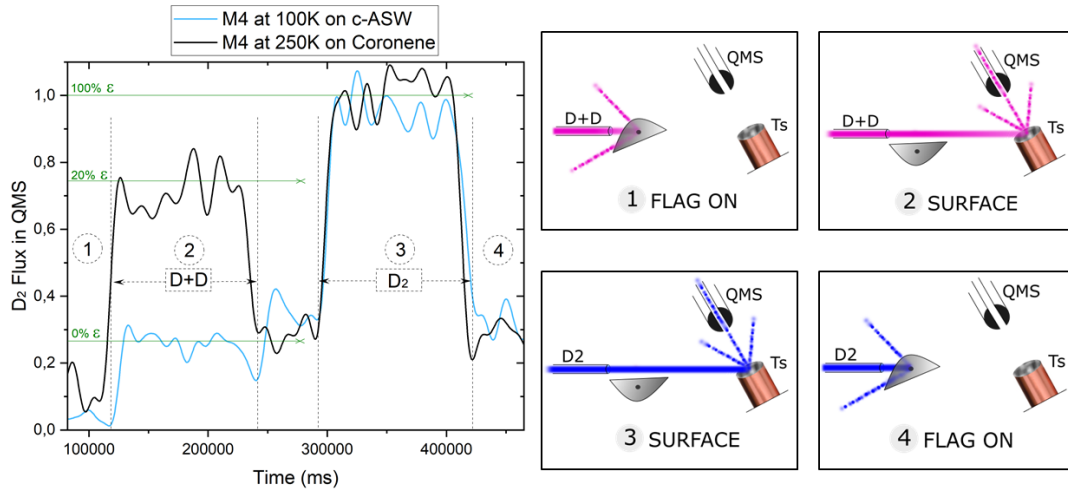 M4 at 100K on c-ASW
M4 at 250K on Coronene
D₂ Flux in QMS
1,0
0,8
0,6
0,4
0,2
0,0
100% ε
20% ε
0% ε
1
2
3
4
D+D
D₂
100000
200000
300000
400000
Time (ms)
QMS
D+D
Ts
1 FLAG ON
QMS
D+D
Ts
2 SURFACE
QMS
D2
Ts
3 SURFACE
QMS
D2
Ts
4 FLAG ON